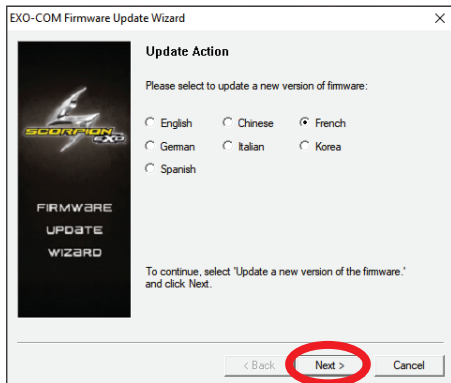 EXO-COM Firmware Update Wizard
SCORPION
EXO
FIRMWARE
UPDATE
WIZARD
Update Action
Please select to update a new version of firmware:
English Chinese French
German Italian Korea
Spanish
To continue, select 'Update a new version of the firmware.'
and click Next.
< Back Next > Cancel